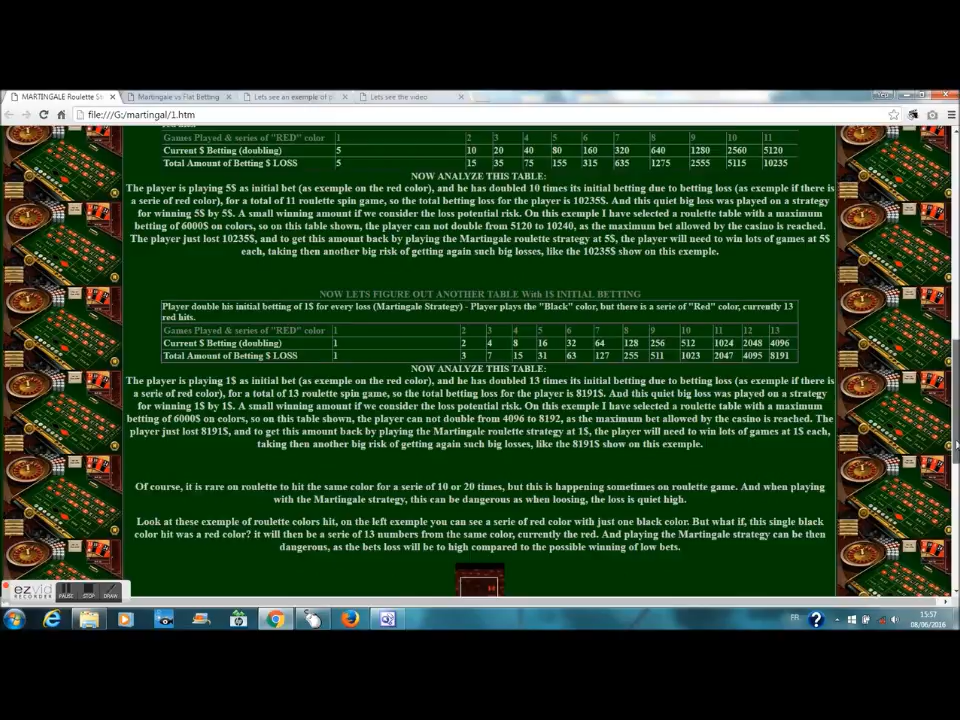 MARTINGALE Roulette St
Martingale vs Flat Betting
Lets see an exemple of p
Lets see the video
file:///G:/martingal/1.htm
Games Played & series of "RED" color 1 2 3 4 5 6 7 8 9 10 11
Current $ Betting (doubling) 5 10 20 40 80 160 320 640 1280 2560 5120
Total Amount of Betting $ LOSS 5 15 35 75 155 315 635 1275 2555 5115 10235
NOW ANALYZE THIS TABLE:
The player is playing 5$ as initial bet (as exemple on the red color), and he has doubled 10 times its initial betting due to betting loss (as exemple if there is
a serie of red color), for a total of 11 roulette spin game, so the total betting loss for the player is 10235$. And this quiet big loss was played on a strategy
for winning 5$ by 5$. A small winning amount if we consider the loss potential risk. On this exemple I have selected a roulette table with a maximum
betting of 6000$ on colors, so on this table shown, the player can not double from 5120 to 10240, as the maximum bet allowed by the casino is reached.
The player just lost 10235$, and to get this amount back by playing the Martingale roulette strategy at 5$, the player will need to win lots of games at 5$
each, taking then another big risk of getting again such big losses, like the 10235$ show on this exemple.
NOW LETS FIGURE OUT ANOTHER TABLE With 1$ INITIAL BETTING
Player double his initial betting of 1$ for every loss (Martingale Strategy) - Player plays the "Black" color, but there is a series of "Red" color, currently 13
red hits.
Games Played & series of "RED" color 1 2 3 4 5 6 7 8 9 10 11 12 13
Current $ Betting (doubling) 1 2 4 8 16 32 64 128 256 512 1024 2048 4096
Total Amount of Betting $ LOSS 1 3 7 15 31 63 127 255 511 1023 2047 4095 8191
NOW ANALYZE THIS TABLE:
The player is playing 1$ as initial bet (as exemple on the red color), and he has doubled 13 times its initial betting due to betting loss (as exemple if there is
a serie of red color), for a total of 13 roulette spin game, so the total betting loss for the player is 8191$. And this quiet big loss was played on a strategy
for winning 1$ by 1$. A small winning amount if we consider the loss potential risk. On this exemple I have selected a roulette table with a maximum
betting of 6000$ on colors, so on this table shown, the player can not double from 4096 to 8192, as the maximum bet allowed by the casino is reached. The
player just lost 8191$, and to get this amount back by playing the Martingale roulette strategy at 1$, the player will need to win lots of games at 1$ each,
taking then another big risk of getting again such big losses, like the 8191$ show on this exemple.
Of course, it is rare on roulette to hit the same color for a series of 10 or 20 times, but this is happening sometimes on roulette game. And when playing
with the Martingale strategy, this can be dangerous as when loosing, the loss is quiet high.
Look at these exemple of roulette colors hit, on the left exemple you can see a serie of red color with just one black color. But what if, this single black
color hit was a red color? it will then be a serie of 13 numbers from the same color, currently the red. And playing the Martingale strategy can be then
dangerous, as the bets loss will be to high compared to the possible winning of low bets.
ezvid
RECORDER
PAUSE
STOP
DRAW
FR
15:57
08/06/2016